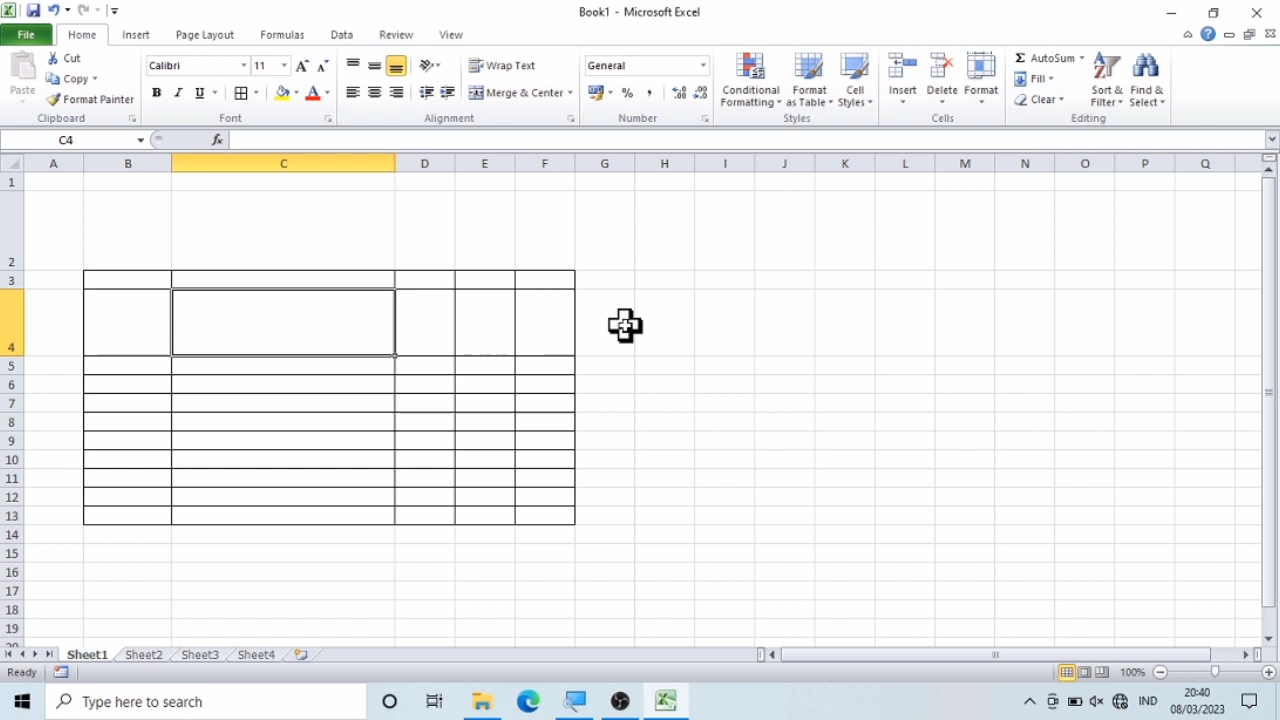 Book1 - Microsoft Excel
File Home Insert Page Layout Formulas Data Review View
Paste Cut Calibri 11 Wrap Text General Conditional Formatting Format as Table Cell Styles Insert Delete Format AutoSum Sort & Filter Find & Select
Copy Merge & Center % , Fill
Format Painter Clear
Clipboard Font Alignment Number Styles Cells Editing
C4 fx
A B C D E F G H I J K L M N O P Q
1
2
3
4
5
6
7
8
9
10
11
12
13
14
15
16
17
18
19
Sheet1 Sheet2 Sheet3 Sheet4
Ready 100%
Type here to search IND 20:40
08/03/2023